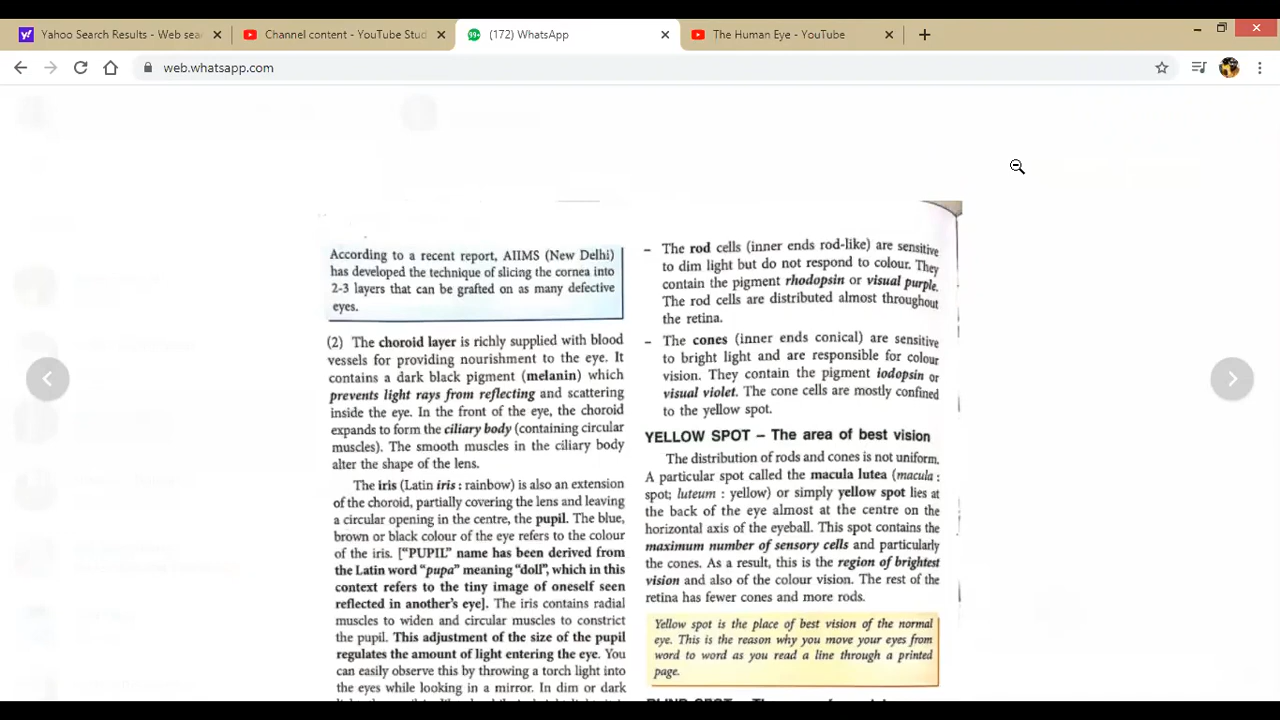 Yahoo Search Results - Web sea
Channel content - YouTube Stud
99+
(172) WhatsApp
The Human Eye - YouTube
web.whatsapp.com
According to a recent report, AIIMS (New Delhi)
has developed the technique of slicing the cornea into
2-3 layers that can be grafted on as many defective
eyes.
(2) The choroid layer is richly supplied with blood
vessels for providing nourishment to the eye. It
contains a dark black pigment (melanin) which
prevents light rays from reflecting and scattering
inside the eye. In the front of the eye, the choroid
expands to form the ciliary body (containing circular
muscles). The smooth muscles in the ciliary body
alter the shape of the lens.
The iris (Latin iris : rainbow) is also an extension
of the choroid, partially covering the lens and leaving
a circular opening in the centre, the pupil. The blue,
brown or black colour of the eye refers to the colour
of the iris. ["PUPIL" name has been derived from
the Latin word "pupa" meaning "doll", which in this
context refers to the tiny image of oneself seen
reflected in another's eye]. The iris contains radial
muscles to widen and circular muscles to constrict
the pupil. This adjustment of the size of the pupil
regulates the amount of light entering the eye. You
can easily observe this by throwing a torch light into
the eyes while looking in a mirror. In dim or dark
– The rod cells (inner ends rod-like) are sensitive
to dim light but do not respond to colour. They
contain the pigment rhodopsin or visual purple.
The rod cells are distributed almost throughout
the retina.
– The cones (inner ends conical) are sensitive
to bright light and are responsible for colour
vision. They contain the pigment iodopsin or
visual violet. The cone cells are mostly confined
to the yellow spot.
YELLOW SPOT – The area of best vision
The distribution of rods and cones is not uniform.
A particular spot called the macula lutea (macula :
spot; luteum : yellow) or simply yellow spot lies at
the back of the eye almost at the centre on the
horizontal axis of the eyeball. This spot contains the
maximum number of sensory cells and particularly
the cones. As a result, this is the region of brightest
vision and also of the colour vision. The rest of the
retina has fewer cones and more rods.
Yellow spot is the place of best vision of the normal
eye. This is the reason why you move your eyes from
word to word as you read a line through a printed
page.